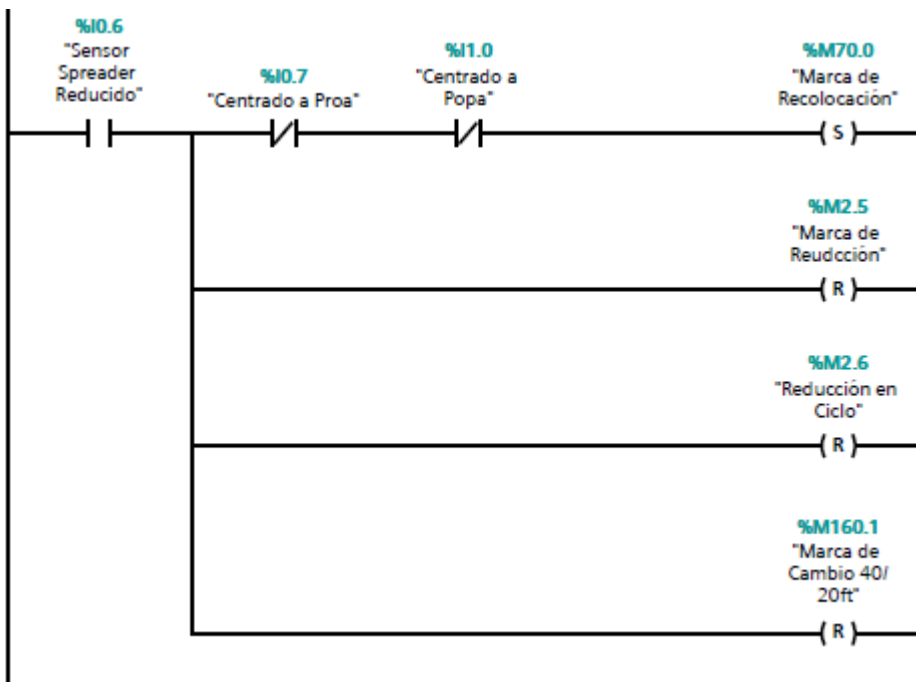 %I0.6
"Sensor
Spreader
Reducido"
%I0.7
"Centrado a Proa"
%I1.0
"Centrado a
Popa"
%M70.0
"Marca de
Recolocación"
( S )
%M2.5
"Marca de
Reudcción"
( R )
%M2.6
"Reducción en
Ciclo"
( R )
%M160.1
"Marca de
Cambio 40/
20ft"
( R )